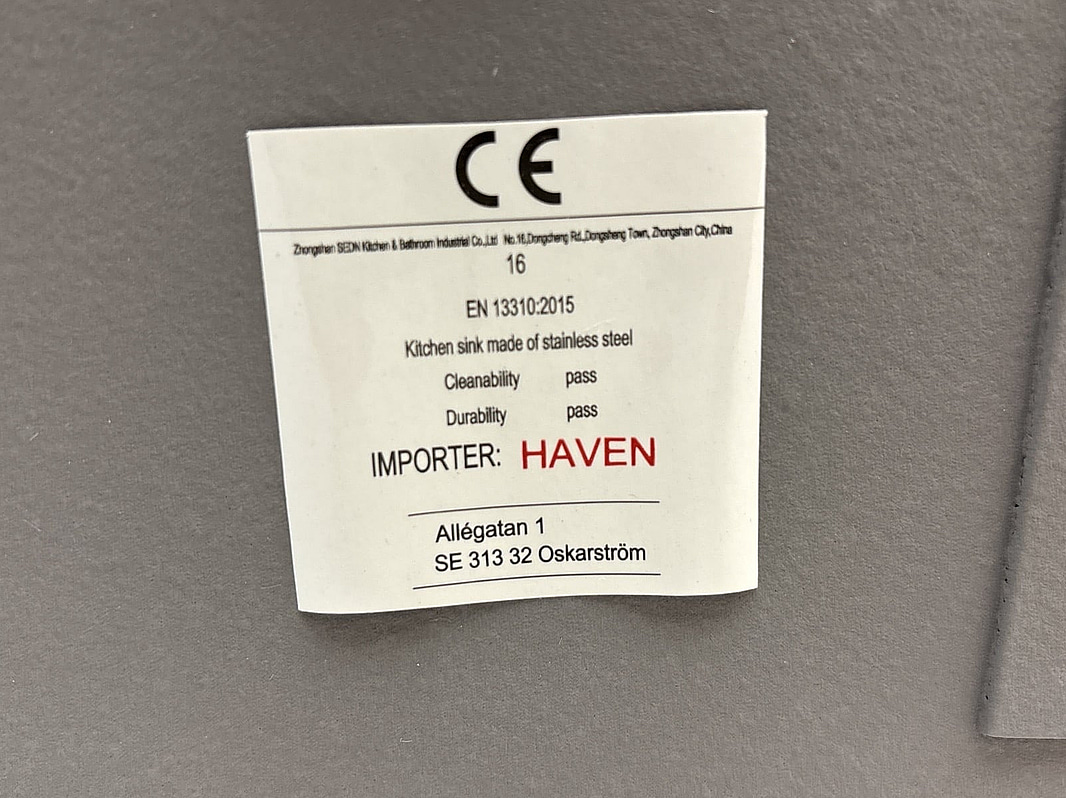 CE
Zhongshan SEDN Kitchen & Bathroom Industrial Co.,Ltd No.16,Dongcheng Rd.,Dongsheng Town, Zhongshan City,China
16
EN 13310:2015
Kitchen sink made of stainless steel
Cleanability pass
Durability pass
IMPORTER: HAVEN
Allégatan 1
SE 313 32 Oskarström